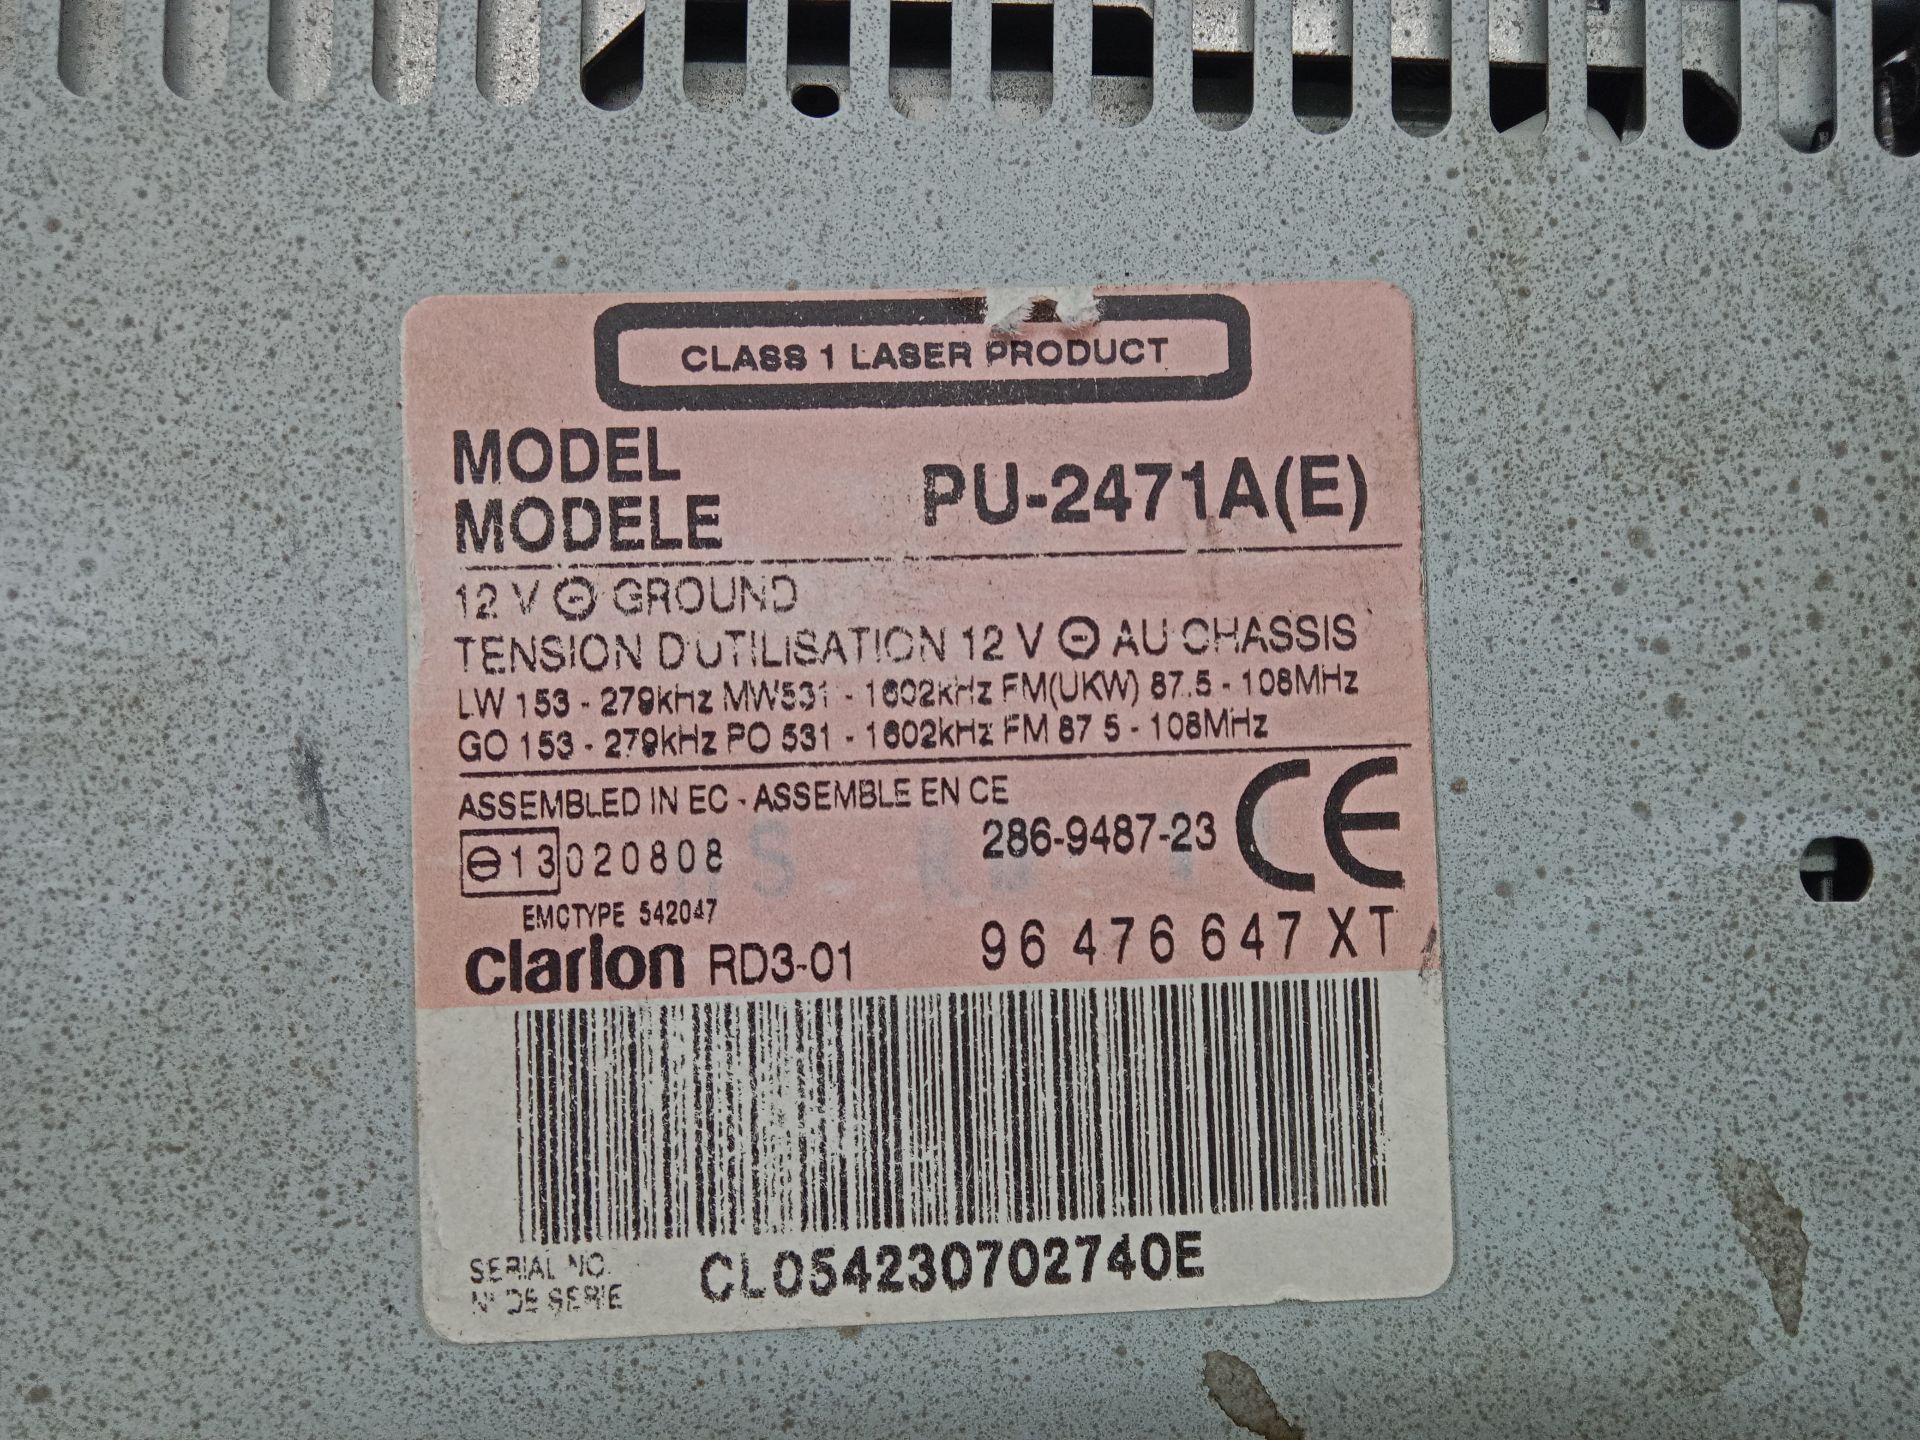 CLASS 1 LASER PRODUCT
MODEL
MODELE PU-2471A(E)
12 V ⊖ GROUND
TENSION D'UTILISATION 12 V ⊖ AU CHASSIS
LW 153 - 279kHz MW531 - 1602kHz FM(UKW) 87.5 - 108MHz
GO 153 - 279kHz PO 531 - 1602kHz FM 87 5 - 108MHz
ASSEMBLED IN EC - ASSEMBLE EN CE
286-9487-23 CE
e13 020808
EMCTYPE 542047
clarion RD3-01 96 476 647 XT
SERIAL NO. CL054230702740E
N° DE SERIE